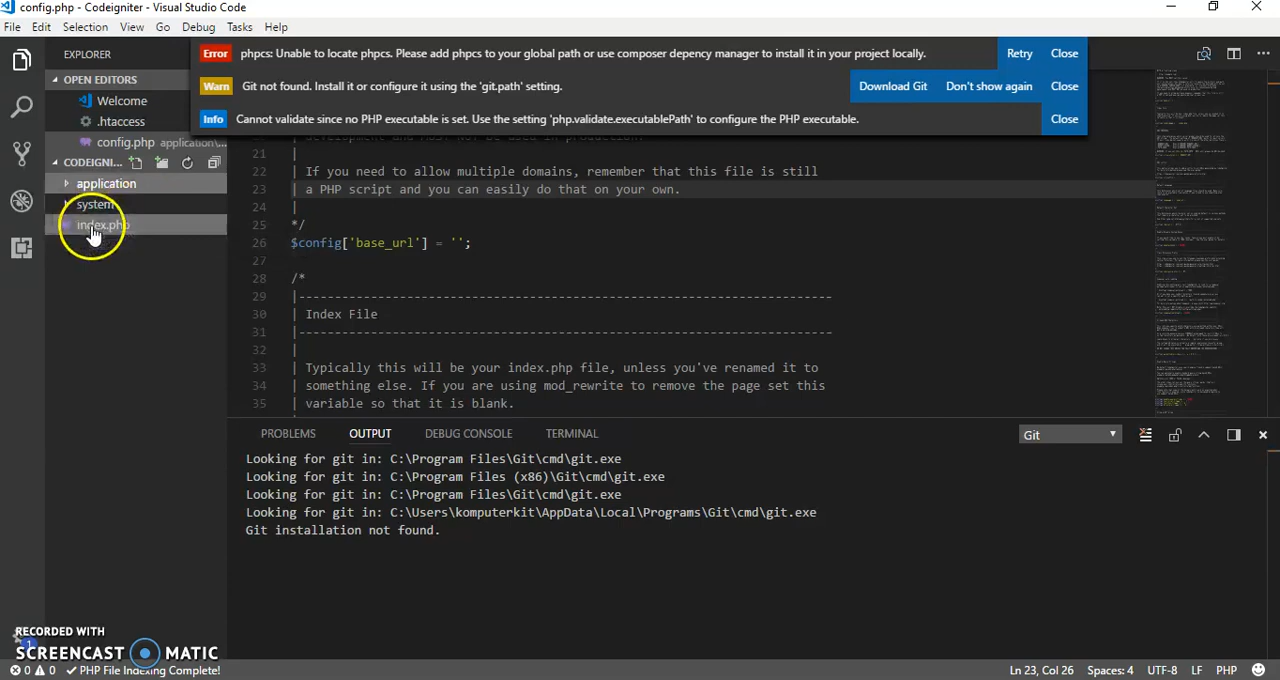 config.php - Codeigniter - Visual Studio Code
File Edit Selection View Go Debug Tasks Help
EXPLORER
OPEN EDITORS
Welcome
.htaccess
config.php application\...
CODEIGNI...
application
system
index.php
Error phpcs: Unable to locate phpcs. Please add phpcs to your global path or use composer depency manager to install it in your project locally. Retry Close
Warn Git not found. Install it or configure it using the 'git.path' setting. Download Git Don't show again Close
Info Cannot validate since no PHP executable is set. Use the setting 'php.validate.executablePath' to configure the PHP executable. Close
21 |
22 | If you need to allow multiple domains, remember that this file is still
23 | a PHP script and you can easily do that on your own.
24 |
25 */
26 $config['base_url'] = '';
27
28 /*
29 |--------------------------------------------------------------------------
30 | Index File
31 |--------------------------------------------------------------------------
32 |
33 | Typically this will be your index.php file, unless you've renamed it to
34 | something else. If you are using mod_rewrite to remove the page set this
35 | variable so that it is blank.
PROBLEMS OUTPUT DEBUG CONSOLE TERMINAL Git
Looking for git in: C:\Program Files\Git\cmd\git.exe
Looking for git in: C:\Program Files (x86)\Git\cmd\git.exe
Looking for git in: C:\Program Files\Git\cmd\git.exe
Looking for git in: C:\Users\komputerkit\AppData\Local\Programs\Git\cmd\git.exe
Git installation not found.
1
RECORDED WITH
SCREENCAST MATIC
0 0 PHP File Indexing Complete! Ln 23, Col 26 Spaces: 4 UTF-8 LF PHP